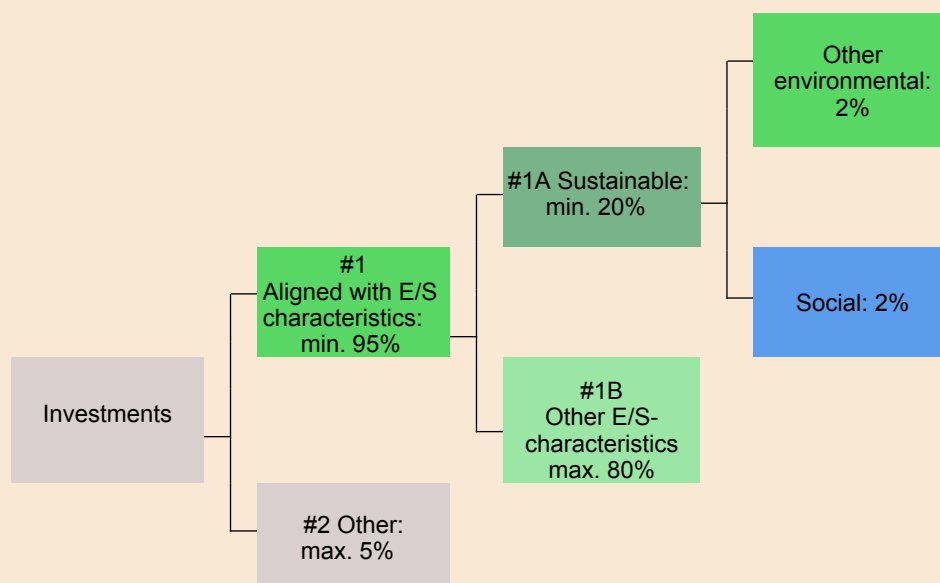 Investments
#1
Aligned with E/S
characteristics:
min. 95%
#2 Other:
max. 5%
#1A Sustainable:
min. 20%
#1B
Other E/S-
characteristics
max. 80%
Other
environmental:
2%
Social: 2%